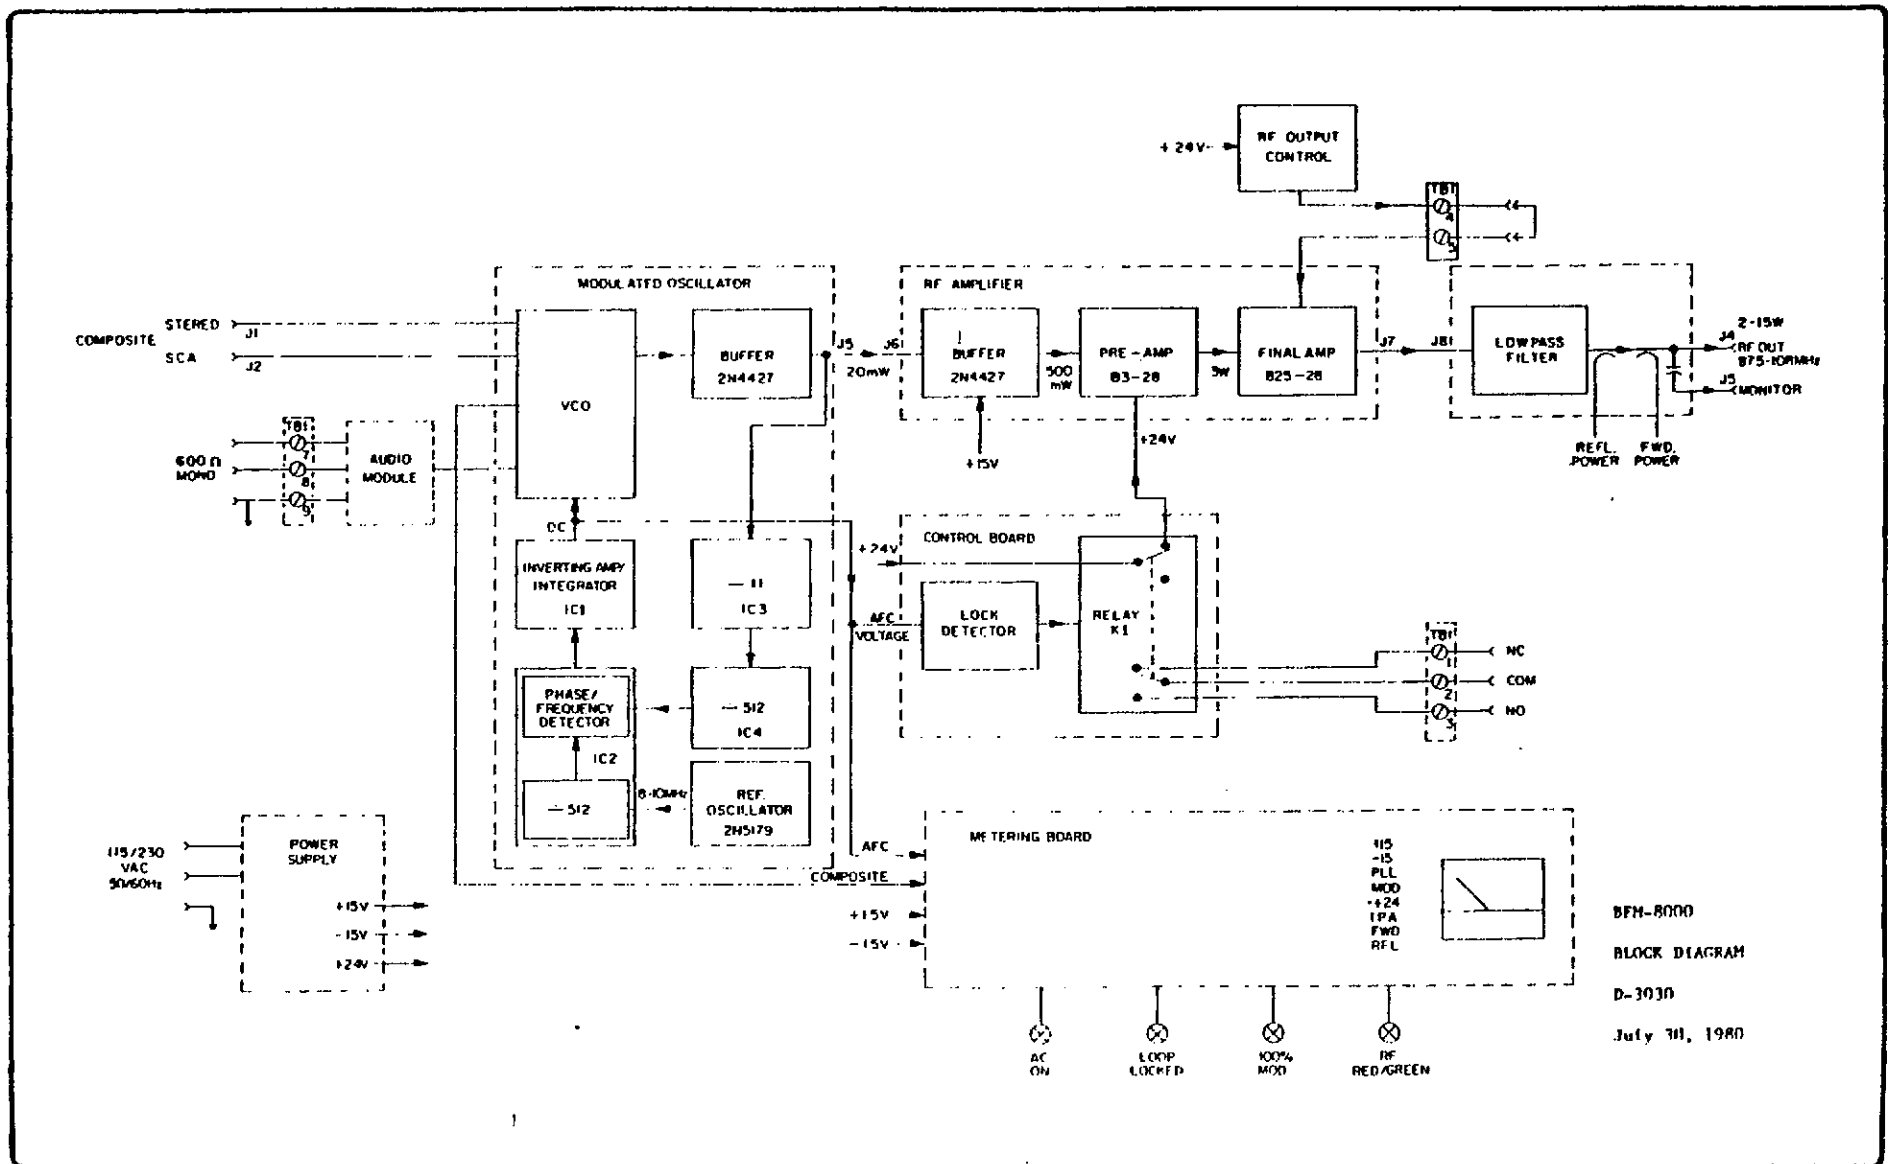 + 24V
RF OUTPUT
CONTROL
TB1
4
5
MODULATED OSCILLATOR
RF AMPLIFIER
COMPOSITE
STEREO
J1
SCA
J2
VCO
BUFFER
2N4427
J5
20mW
J6
BUFFER
2N4427
500
mW
PRE-AMP
B3-28
5W
FINAL AMP
B25-28
J7
J8
LOWPASS
FILTER
2-15W
J4
RF OUT
87.5-108MHz
J5
MONITOR
REFL.
POWER
FWD.
POWER
+15V
+24V
600 Ω
MONO
TB1
7
8
9
AUDIO
MODULE
DC
INVERTING AMP/
INTEGRATOR
IC1
— 11
IC3
PHASE/
FREQUENCY
DETECTOR
IC2
— 512
IC4
— 512
8-10MHz
REF.
OSCILLATOR
2N5179
+24V
CONTROL BOARD
AFC
VOLTAGE
LOCK
DETECTOR
RELAY
K1
TB1
1
NC
2
COM
3
NO
115/230
VAC
50/60Hz
POWER
SUPPLY
+15V
-15V
+24V
AFC
COMPOSITE
+15V
-15V
METERING BOARD
+15
-15
PLL
MOD
+24
IPA
FWD
RFL
AC
ON
LOOP
LOCKED
100%
MOD
RF
RED/GREEN
BFM-8000
BLOCK DIAGRAM
D-3030
July 30, 1980